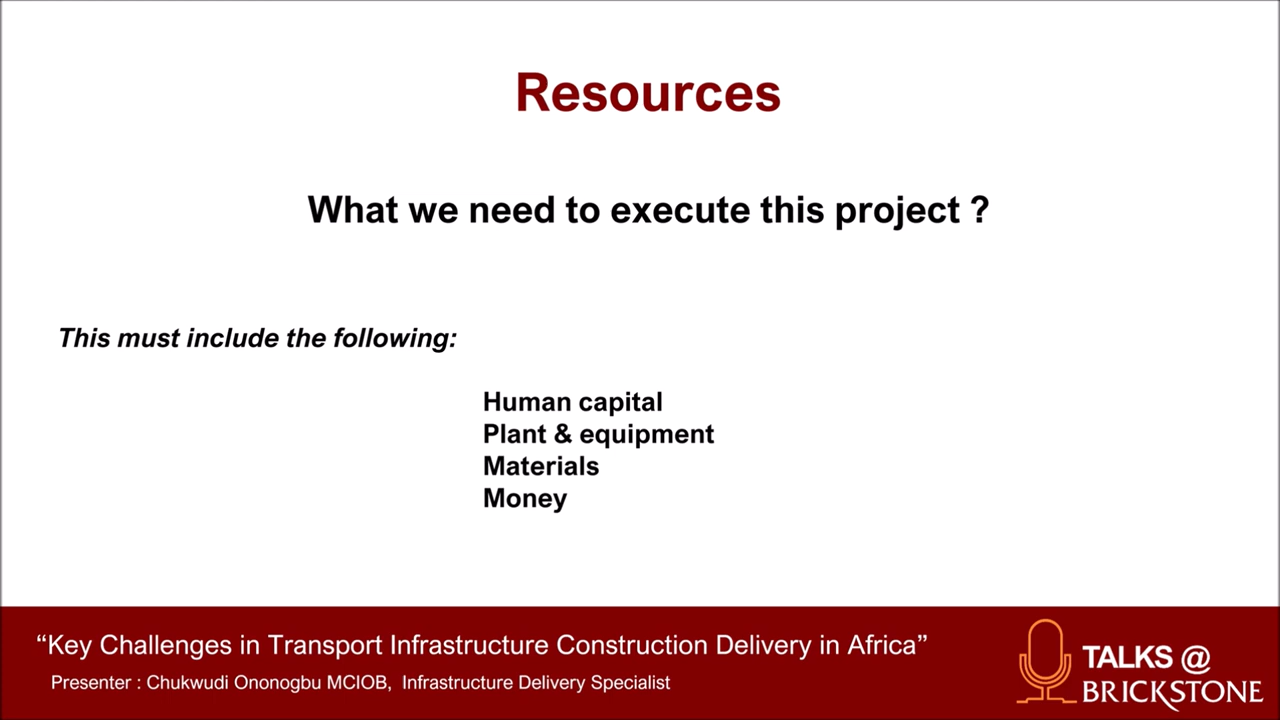 Resources
What we need to execute this project ?
This must include the following:
Human capital
Plant & equipment
Materials
Money
“Key Challenges in Transport Infrastructure Construction Delivery in Africa”
Presenter : Chukwudi Ononogbu MCIOB, Infrastructure Delivery Specialist
TALKS @
BRICKSTONE